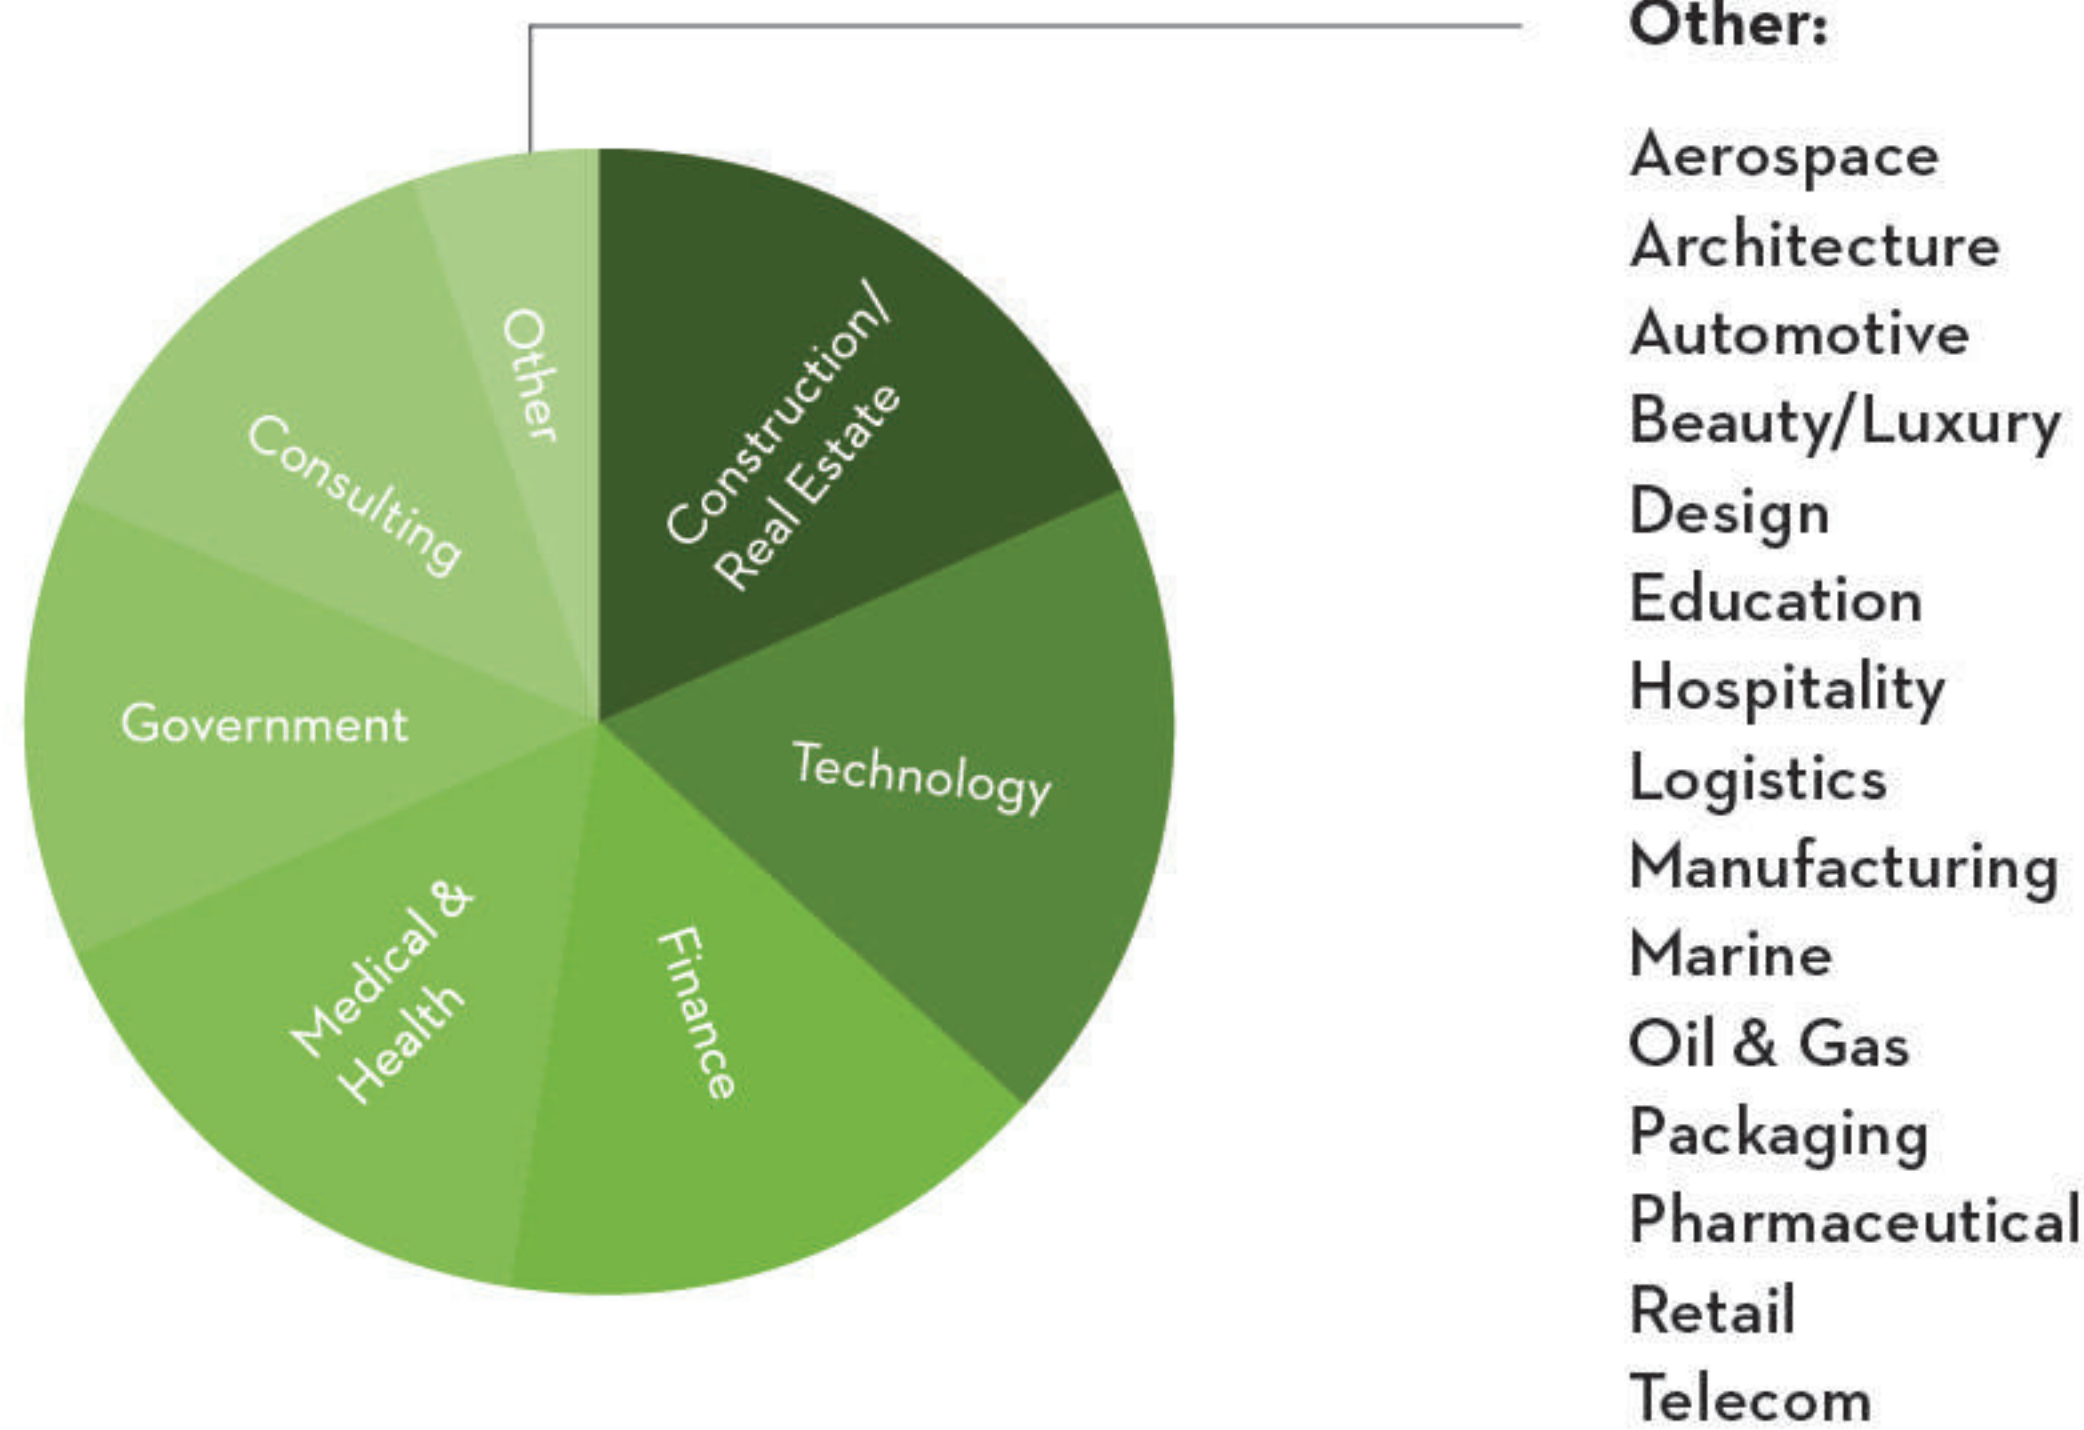 Other:
Aerospace
Architecture
Automotive
Beauty/Luxury
Design
Education
Hospitality
Logistics
Manufacturing
Marine
Oil & Gas
Packaging
Pharmaceutical
Retail
Telecom
Construction/
Real Estate
Technology
Finance
Medical &
Health
Government
Consulting
Other